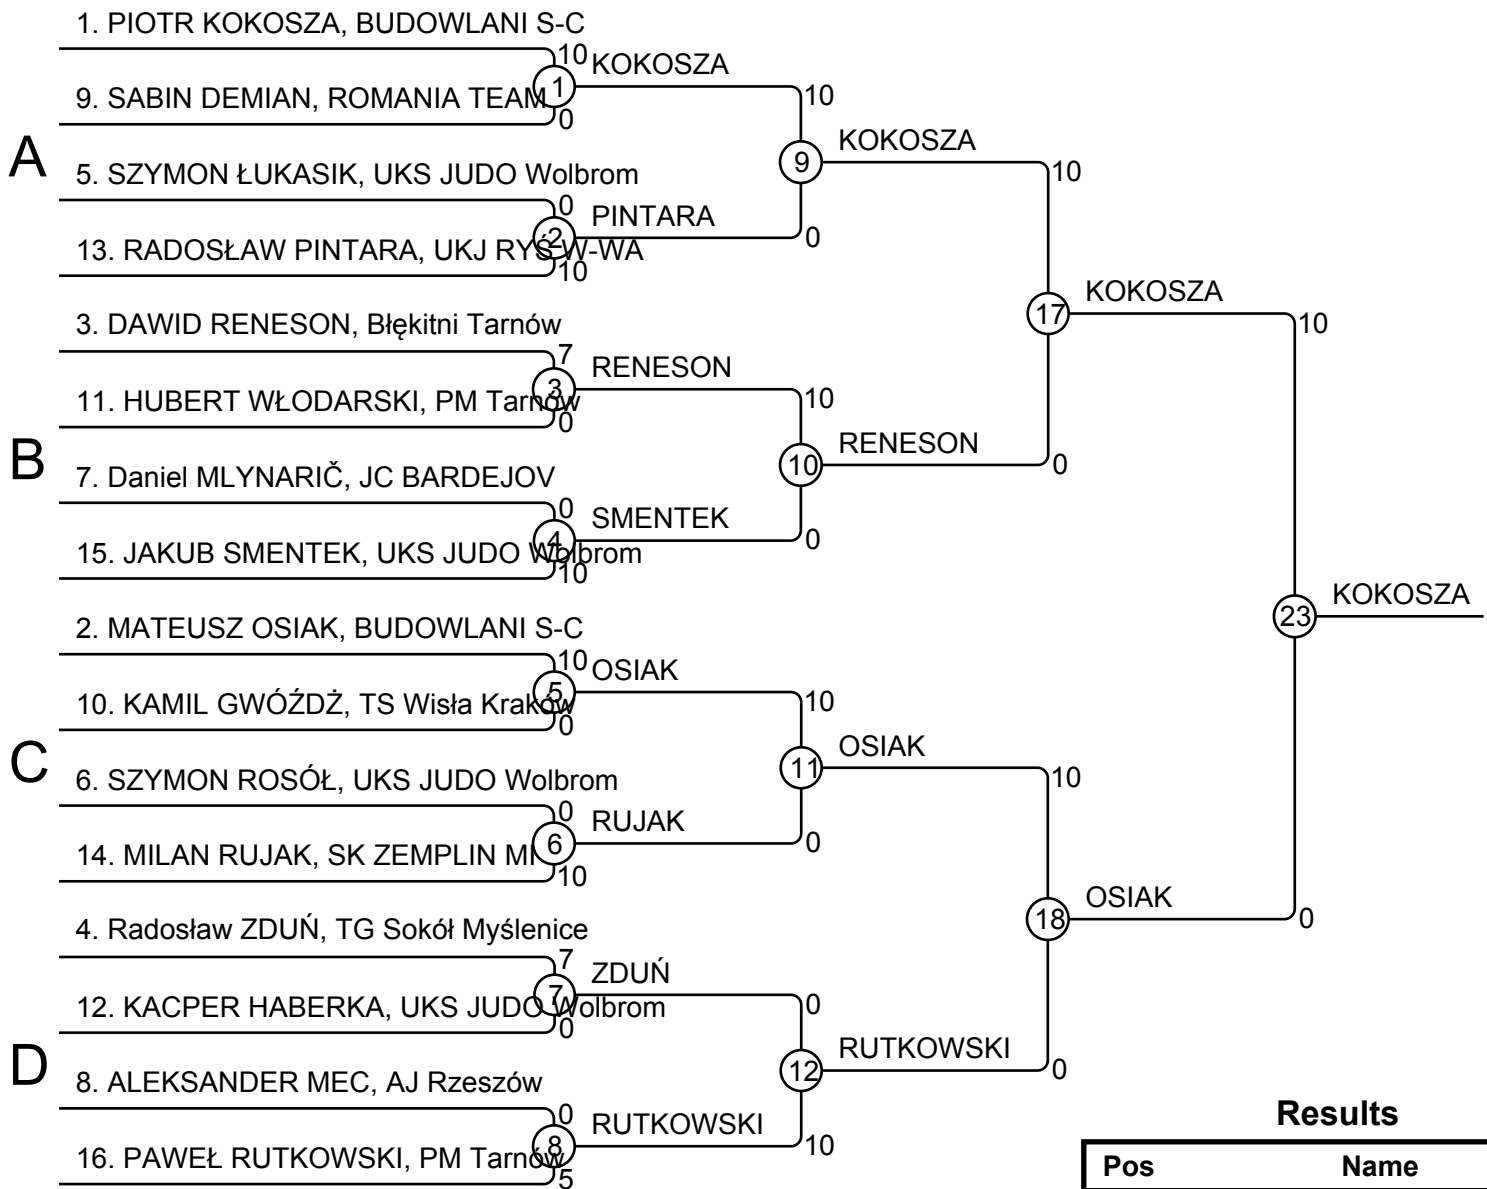 1. PIOTR KOKOSZA, BUDOWLANI S-C
10
KOKOSZA
1
10
9. SABIN DEMIAN, ROMANIA TEAM
0
KOKOSZA
A
9
10
5. SZYMON ŁUKASIK, UKS JUDO Wolbrom
0
PINTARA
2
0
13. RADOSŁAW PINTARA, UKJ RYŚ W-WA
10
KOKOSZA
17
10
3. DAWID RENESON, Błękitni Tarnów
7
RENESON
3
10
11. HUBERT WŁODARSKI, PM Tarnów
0
RENESON
B
10
0
7. Daniel MLYNARIČ, JC BARDEJOV
0
SMENTEK
4
0
15. JAKUB SMENTEK, UKS JUDO Wolbrom
10
KOKOSZA
23
2. MATEUSZ OSIAK, BUDOWLANI S-C
10
OSIAK
5
10
10. KAMIL GWÓŹDŻ, TS Wisła Kraków
0
OSIAK
C
11
10
6. SZYMON ROSÓŁ, UKS JUDO Wolbrom
0
RUJAK
6
0
14. MILAN RUJAK, SK ZEMPLIN MI
10
OSIAK
18
0
4. Radosław ZDUŃ, TG Sokół Myślenice
7
ZDUŃ
7
0
12. KACPER HABERKA, UKS JUDO Wolbrom
0
RUTKOWSKI
D
12
0
8. ALEKSANDER MEC, AJ Rzeszów
0
RUTKOWSKI
8
10
16. PAWEŁ RUTKOWSKI, PM Tarnów
5
Results
Pos Name